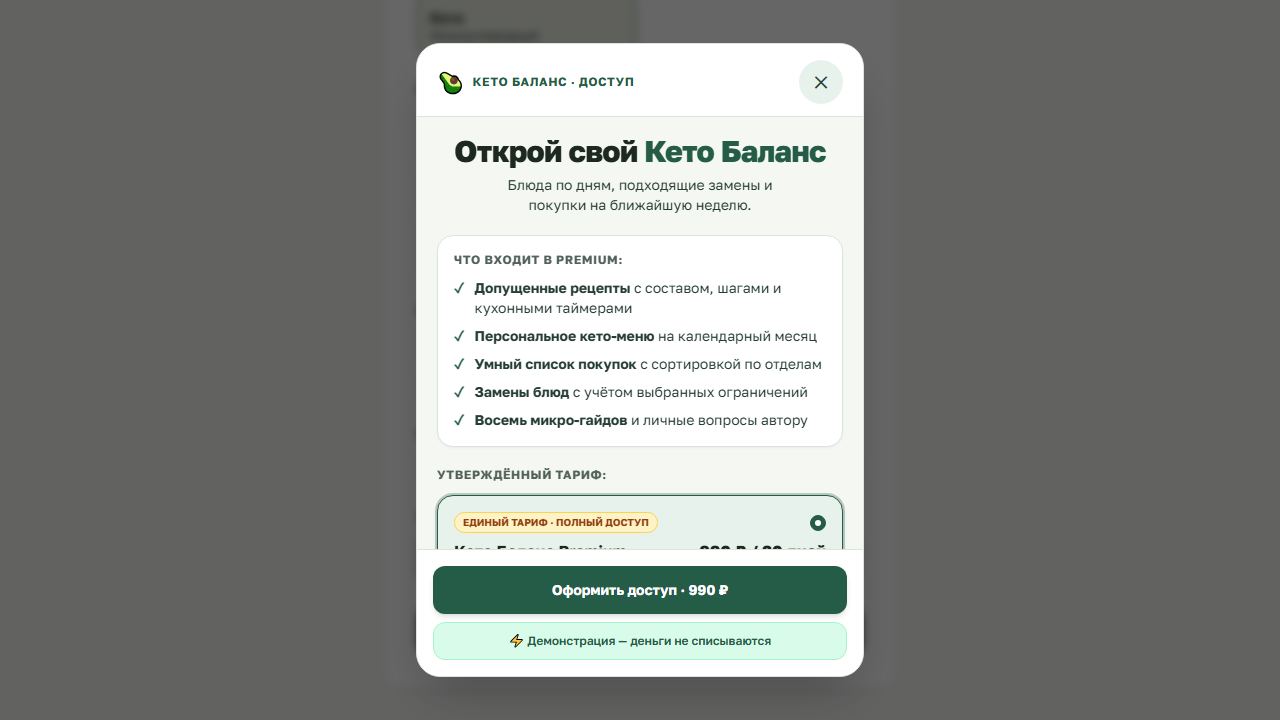 КЕТО БАЛАНС · ДОСТУП
Открой свой Кето Баланс
Блюда по дням, подходящие замены и
покупки на ближайшую неделю.
ЧТО ВХОДИТ В PREMIUM:
✓ Допущенные рецепты с составом, шагами и
кухонными таймерами
✓ Персональное кето-меню на календарный месяц
✓ Умный список покупок с сортировкой по отделам
✓ Замены блюд с учётом выбранных ограничений
✓ Восемь микро-гайдов и личные вопросы автору
УТВЕРЖДЁННЫЙ ТАРИФ:
ЕДИНЫЙ ТАРИФ · ПОЛНЫЙ ДОСТУП
Оформить доступ · 990 ₽
⚡ Демонстрация — деньги не списываются